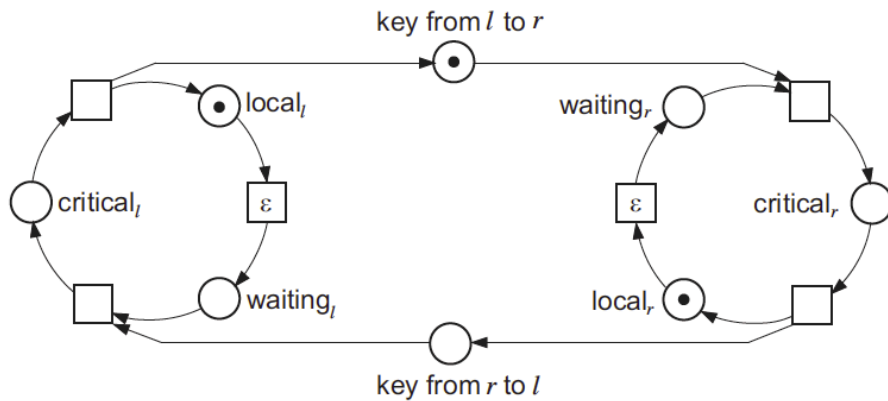 key from l to r
local_l
waiting_r
ε
ε
critical_l
critical_r
waiting_l
local_r
key from r to l